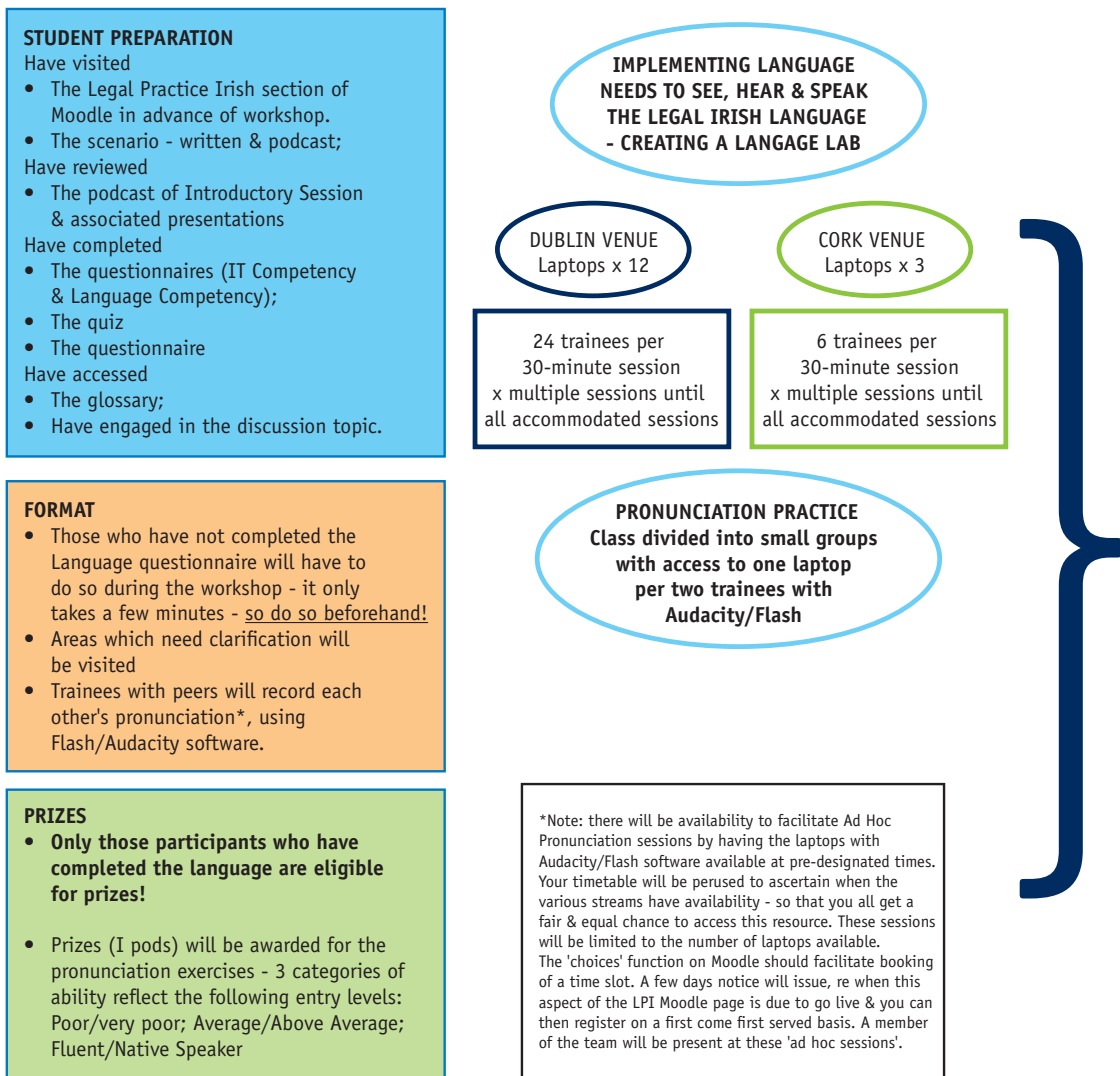 STUDENT PREPARATION
Have visited
• The Legal Practice Irish section of
Moodle in advance of workshop.
• The scenario - written & podcast;
Have reviewed
• The podcast of Introductory Session
& associated presentations
Have completed
• The questionnaires (IT Competency
& Language Competency);
• The quiz
• The questionnaire
Have accessed
• The glossary;
• Have engaged in the discussion topic.
FORMAT
• Those who have not completed the
Language questionnaire will have to
do so during the workshop - it only
takes a few minutes - so do so beforehand!
• Areas which need clarification will
be visited
• Trainees with peers will record each
other's pronunciation*, using
Flash/Audacity software.
PRIZES
• Only those participants who have
completed the language are eligible
for prizes!
• Prizes (I pods) will be awarded for the
pronunciation exercises - 3 categories of
ability reflect the following entry levels:
Poor/very poor; Average/Above Average;
Fluent/Native Speaker
IMPLEMENTING LANGUAGE
NEEDS TO SEE, HEAR & SPEAK
THE LEGAL IRISH LANGUAGE
- CREATING A LANGAGE LAB
DUBLIN VENUE
Laptops x 12
CORK VENUE
Laptops x 3
24 trainees per
30-minute session
x multiple sessions until
all accommodated sessions
6 trainees per
30-minute session
x multiple sessions until
all accommodated sessions
PRONUNCIATION PRACTICE
Class divided into small groups
with access to one laptop
per two trainees with
Audacity/Flash
*Note: there will be availability to facilitate Ad Hoc
Pronunciation sessions by having the laptops with
Audacity/Flash software available at pre-designated times.
Your timetable will be perused to ascertain when the
various streams have availability - so that you all get a
fair & equal chance to access this resource. These sessions
will be limited to the number of laptops available.
The 'choices' function on Moodle should facilitate booking
of a time slot. A few days notice will issue, re when this
aspect of the LPI Moodle page is due to go live & you can
then register on a first come first served basis. A member
of the team will be present at these 'ad hoc sessions'.